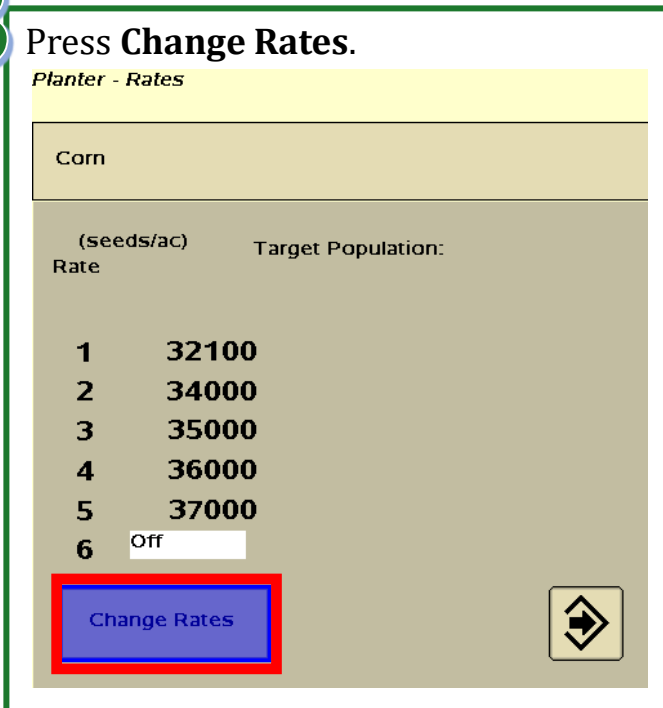 Press Change Rates.
Planter - Rates
Corn
(seeds/ac) Target Population:
Rate
1 32100
2 34000
3 35000
4 36000
5 37000
6 Off
Change Rates